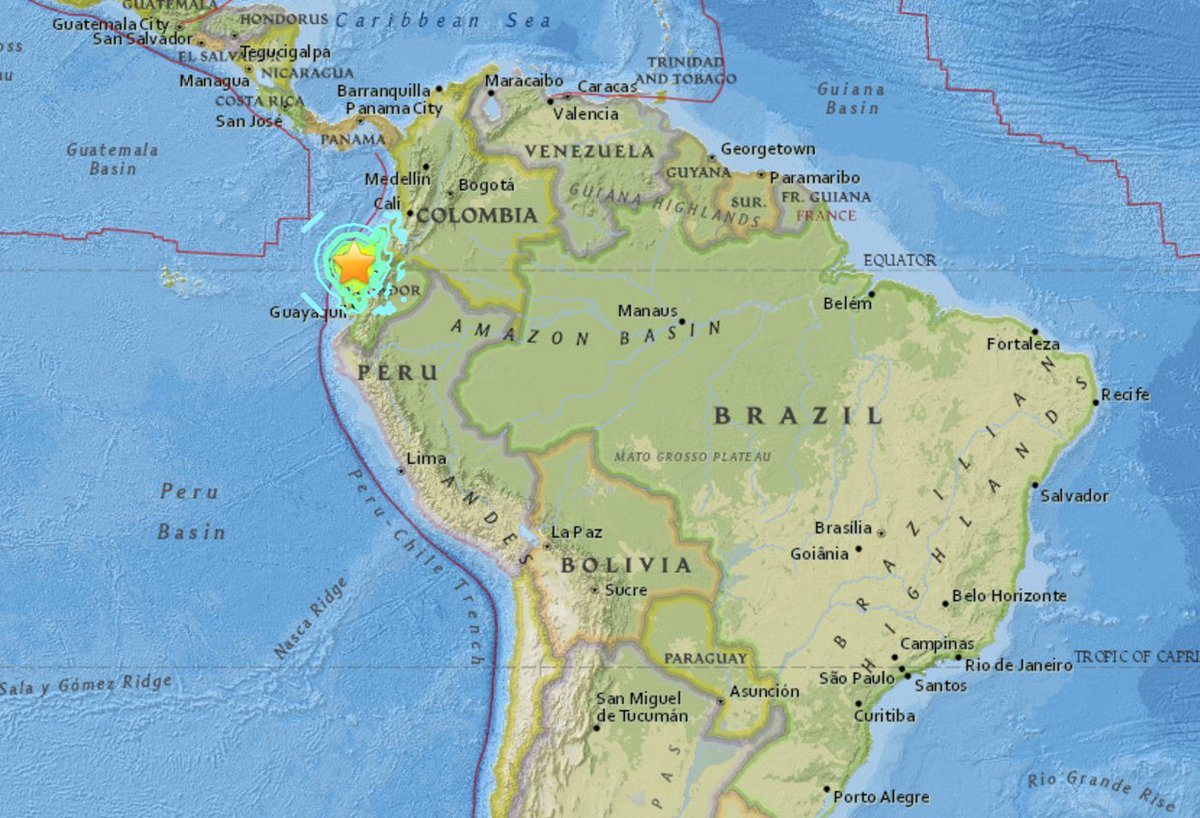 GUATEMALA
Guatemala City
HONDORUS
Caribbean Sea
San Salvador
EL SALVADOR
Tegucigalpa
Managua
NICARAGUA
COSTA RICA
San José
Barranquilla
Panama City
PANAMA
Maracaibo
Caracas
Valencia
TRINIDAD
AND TOBAGO
Guiana
Basin
Guatemala
Basin
Medellín
Bogotá
Cali
COLOMBIA
VENEZUELA
GUIANA HIGHLANDS
Georgetown
GUYANA
Paramaribo
SUR.
FR. GUIANA
FRANCE
EQUATOR
DOR
Guayaquil
Manaus
Belém
AMAZON BASIN
Fortaleza
PERU
BRAZIL
Recife
MATO GROSSO PLATEAU
Lima
ANDES
Peru
Basin
Peru-Chile Trench
La Paz
BOLIVIA
Sucre
Salvador
Brasília
Goiânia
BRAZILIAN
HIGHLANDS
Belo Horizonte
Nasca Ridge
Sala y Gómez Ridge
PARAGUAY
Campinas
São Paulo
Rio de Janeiro
Santos
TROPIC OF CAPRI
San Miguel
de Tucumán
Asunción
Curitiba
PAS
Rio Grande Rise
Porto Alegre